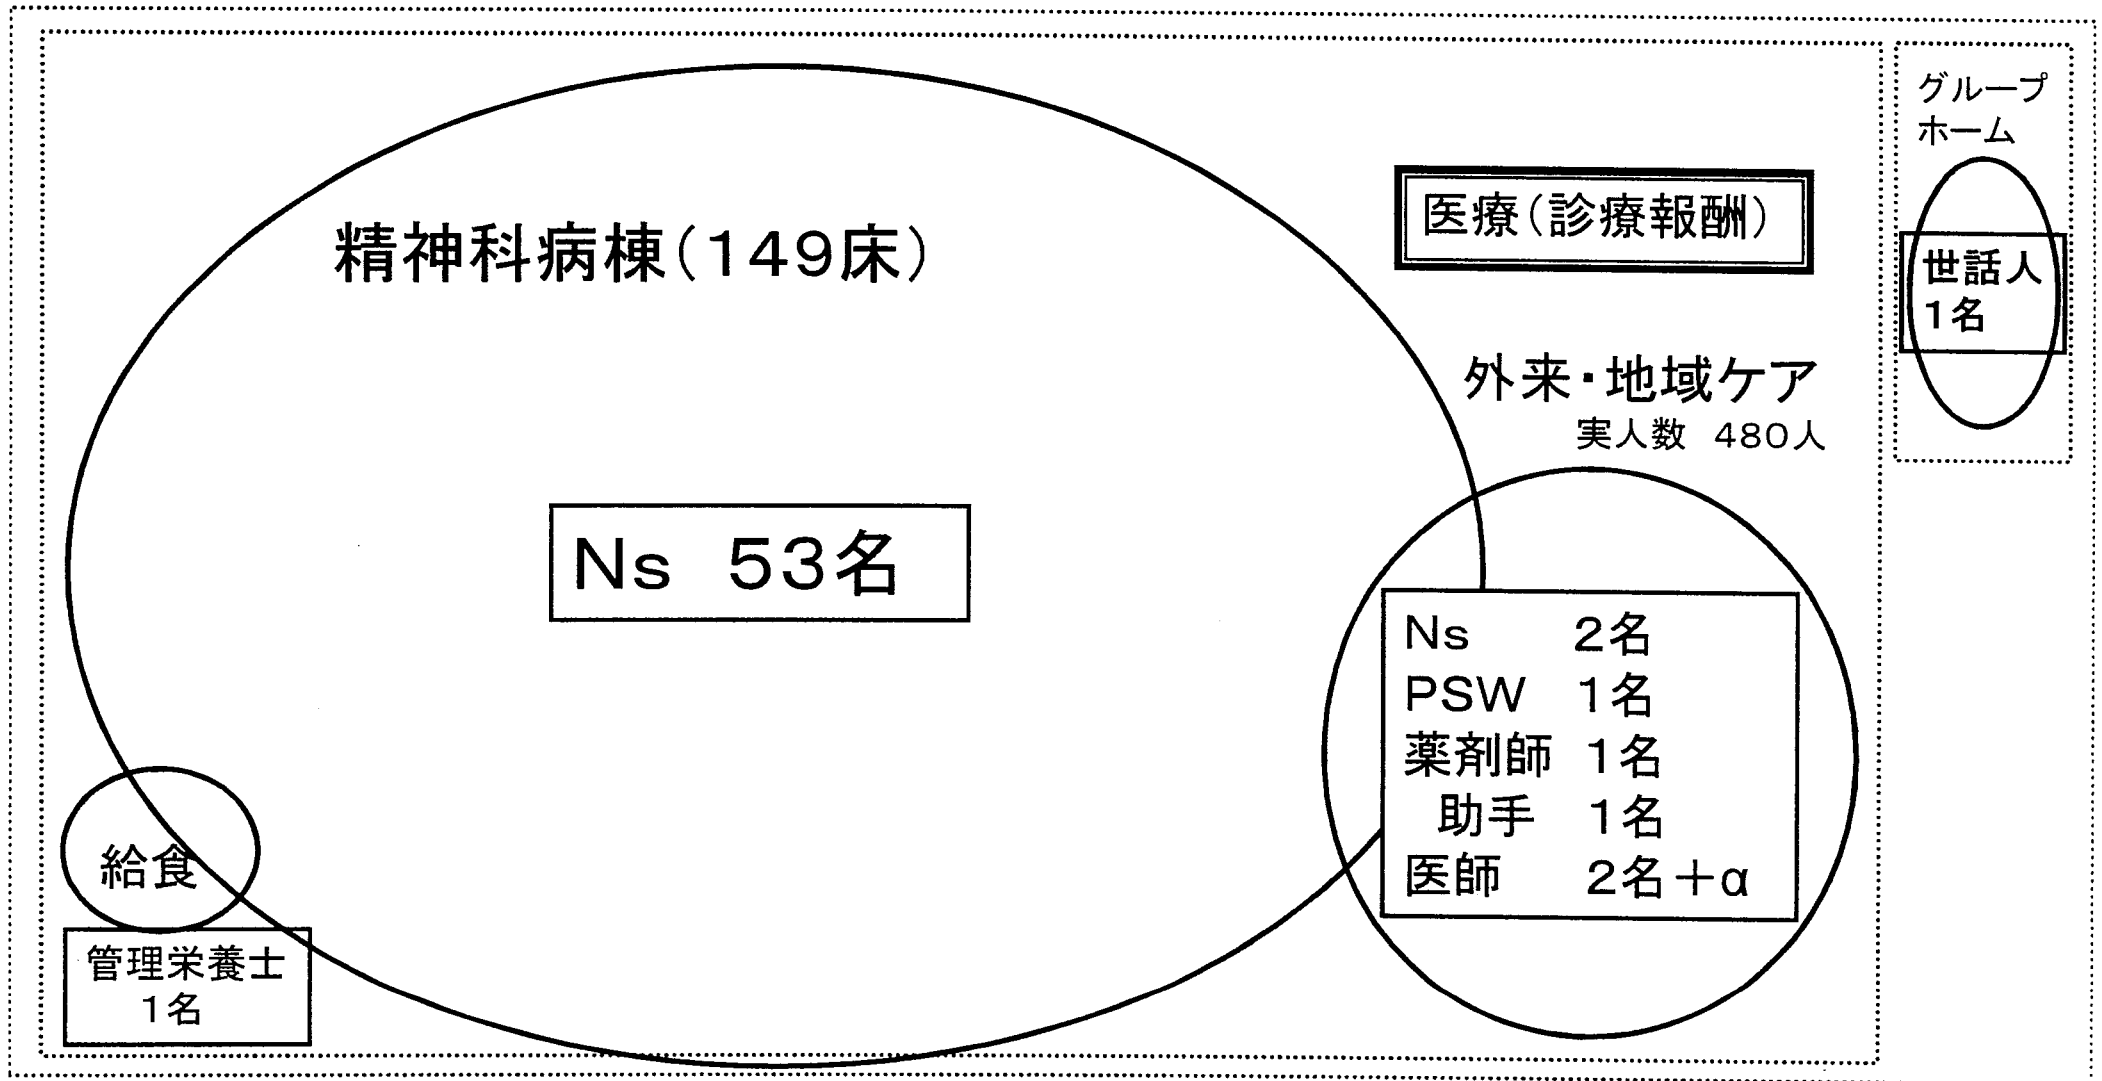 精神科病棟(149床)
Ns 53名
給食
管理栄養士
1名
医療(診療報酬)
外来・地域ケア
実人数 480人
Ns 2名
PSW 1名
薬剤師 1名
助手 1名
医師 2名+α
グループ
ホーム
世話人
1名